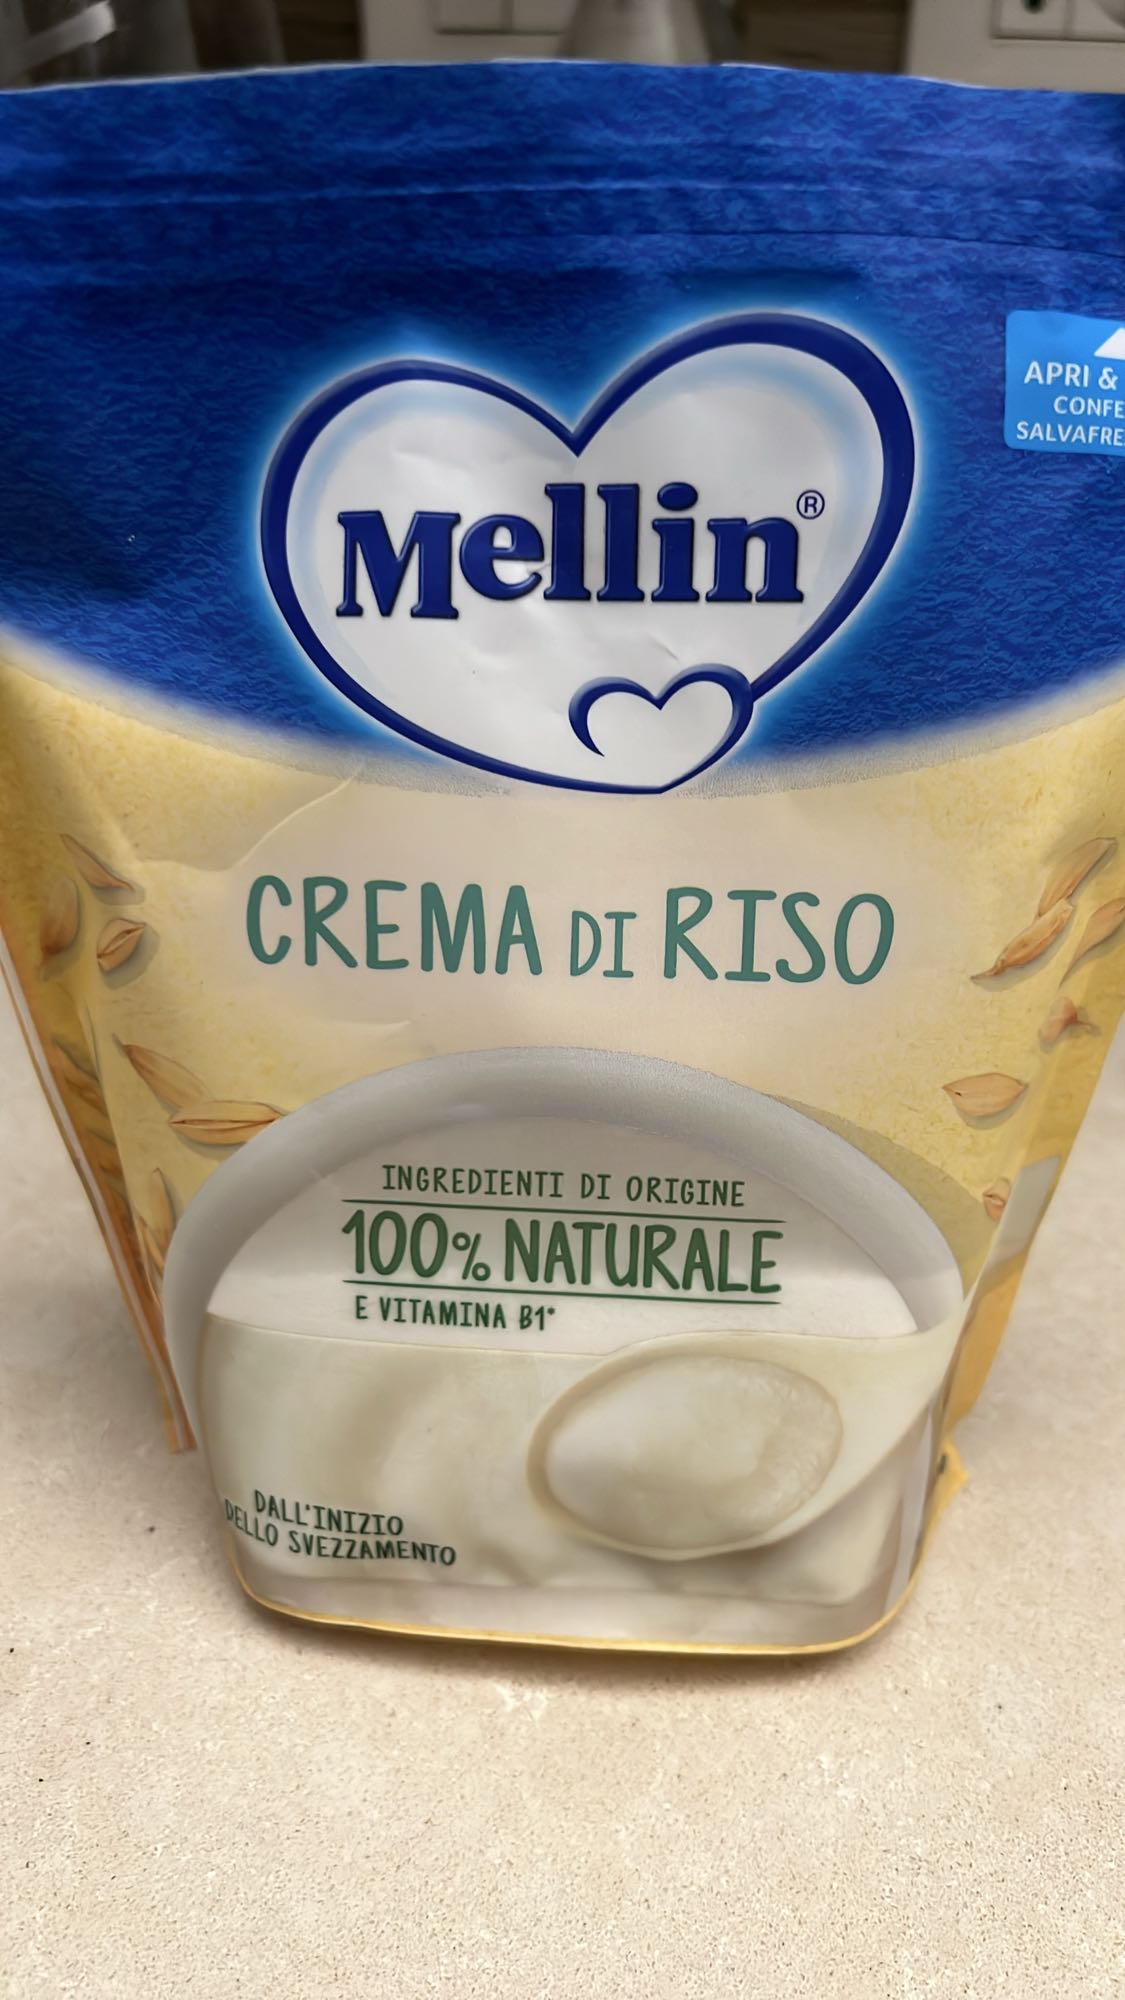 Mellin®
APRI &
CONFE
SALVAFRE
CREMA DI RISO
INGREDIENTI DI ORIGINE
100% NATURALE
E VITAMINA B1*
DALL'INIZIO
DELLO SVEZZAMENTO